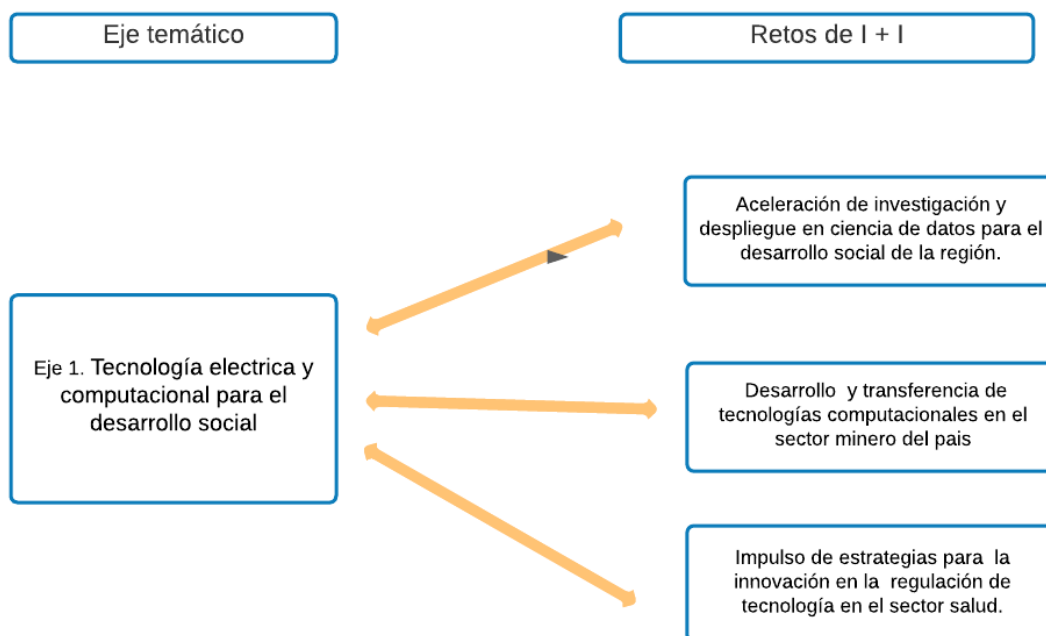 Eje temático
Retos de I + I
Aceleración de investigación y
despliegue en ciencia de datos para el
desarrollo social de la región.
Eje 1. Tecnología electrica y
computacional para el
desarrollo social
Desarrollo  y transferencia de
tecnologías computacionales en el
sector minero del pais
Impulso de estrategias para  la
innovación en la  regulación de
tecnología en el sector salud.